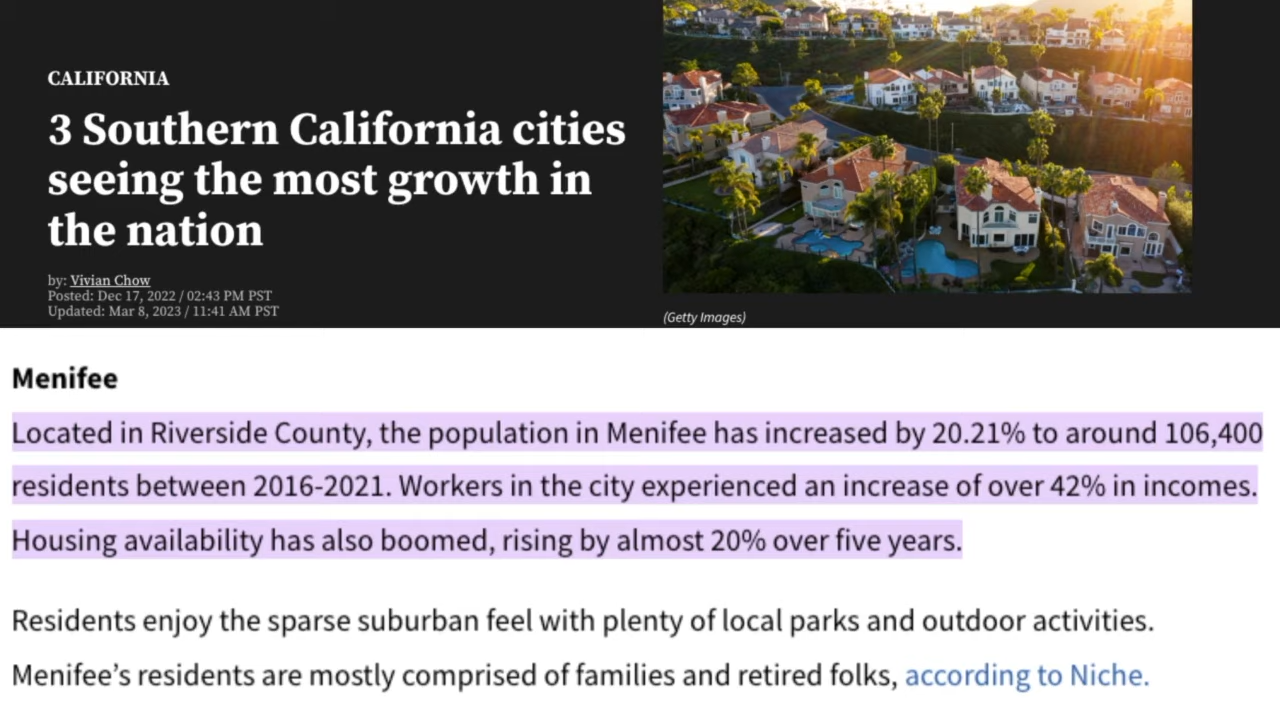 CALIFORNIA
3 Southern California cities
seeing the most growth in
the nation
by: Vivian Chow
Posted: Dec 17, 2022 / 02:43 PM PST
Updated: Mar 8, 2023 / 11:41 AM PST
(Getty Images)
Menifee
Located in Riverside County, the population in Menifee has increased by 20.21% to around 106,400
residents between 2016-2021. Workers in the city experienced an increase of over 42% in incomes.
Housing availability has also boomed, rising by almost 20% over five years.
Residents enjoy the sparse suburban feel with plenty of local parks and outdoor activities.
Menifee’s residents are mostly comprised of families and retired folks, according to Niche.